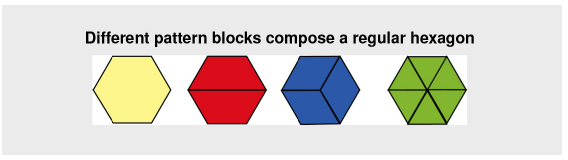 Different pattern blocks compose a regular hexagon